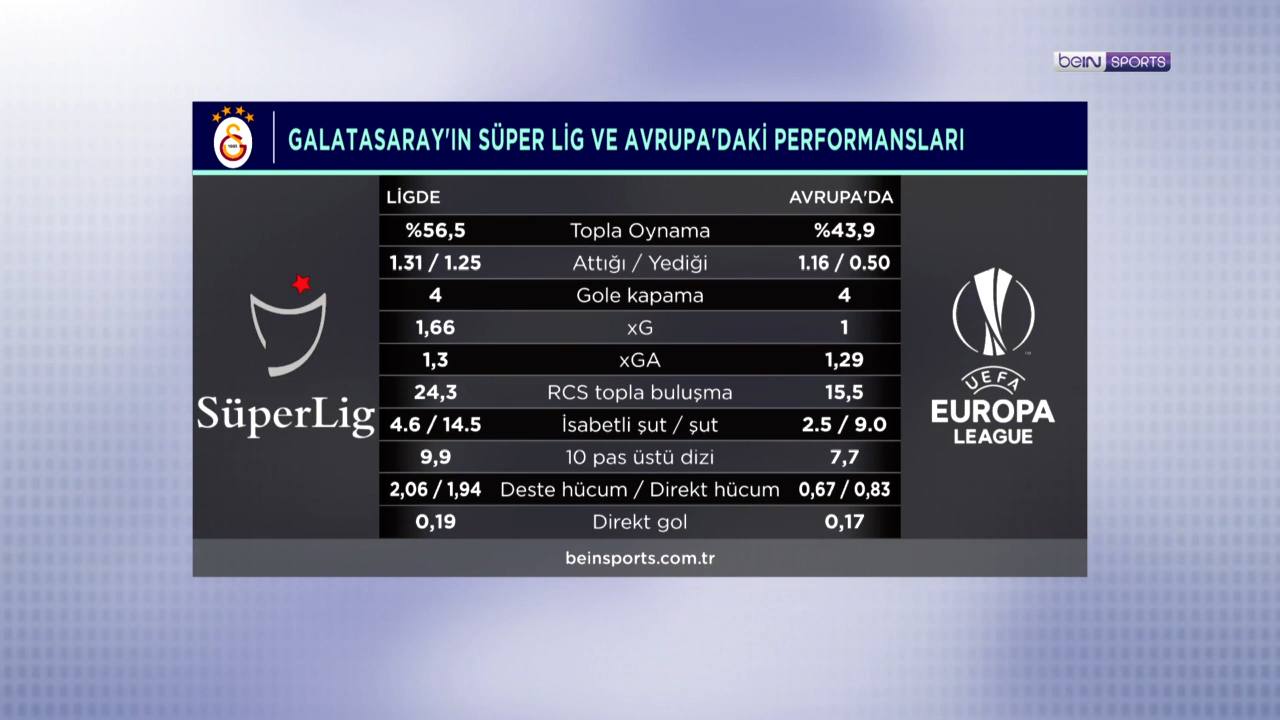 beIN SPORTS
GALATASARAY'IN SÜPER LİG VE AVRUPA'DAKİ PERFORMANSLARI
LİGDE AVRUPA'DA
%56,5 Topla Oynama %43,9
1.31 / 1.25 Attığı / Yediği 1.16 / 0.50
4 Gole kapama 4
1,66 xG 1
1,3 xGA 1,29
24,3 RCS topla buluşma 15,5
4.6 / 14.5 İsabetli şut / şut 2.5 / 9.0
9,9 10 pas üstü dizi 7,7
2,06 / 1,94 Deste hücum / Direkt hücum 0,67 / 0,83
0,19 Direkt gol 0,17
SüperLig
UEFA
EUROPA
LEAGUE
beinsports.com.tr